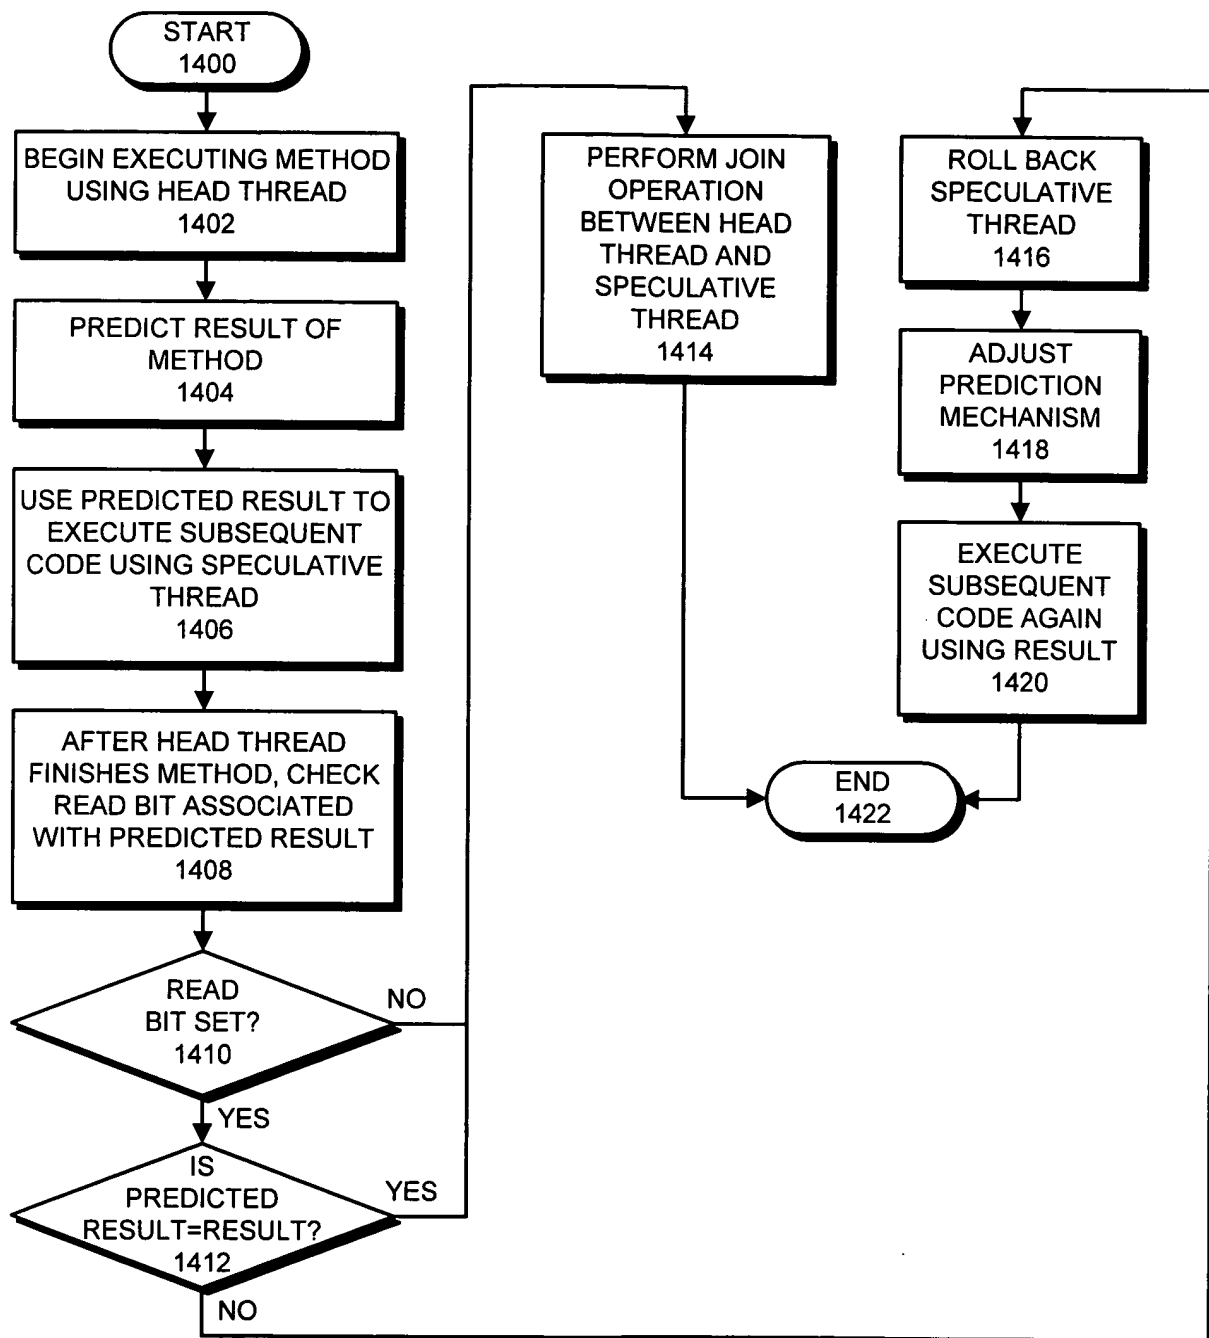 START
1400
BEGIN EXECUTING METHOD
USING HEAD THREAD
1402
PREDICT RESULT OF
METHOD
1404
USE PREDICTED RESULT TO
EXECUTE SUBSEQUENT
CODE USING SPECULATIVE
THREAD
1406
AFTER HEAD THREAD
FINISHES METHOD, CHECK
READ BIT ASSOCIATED
WITH PREDICTED RESULT
1408
READ
BIT SET?
1410
NO
YES
IS
PREDICTED
RESULT=RESULT?
1412
YES
NO
PERFORM JOIN
OPERATION
BETWEEN HEAD
THREAD AND
SPECULATIVE
THREAD
1414
ROLL BACK
SPECULATIVE
THREAD
1416
ADJUST
PREDICTION
MECHANISM
1418
EXECUTE
SUBSEQUENT
CODE AGAIN
USING RESULT
1420
END
1422